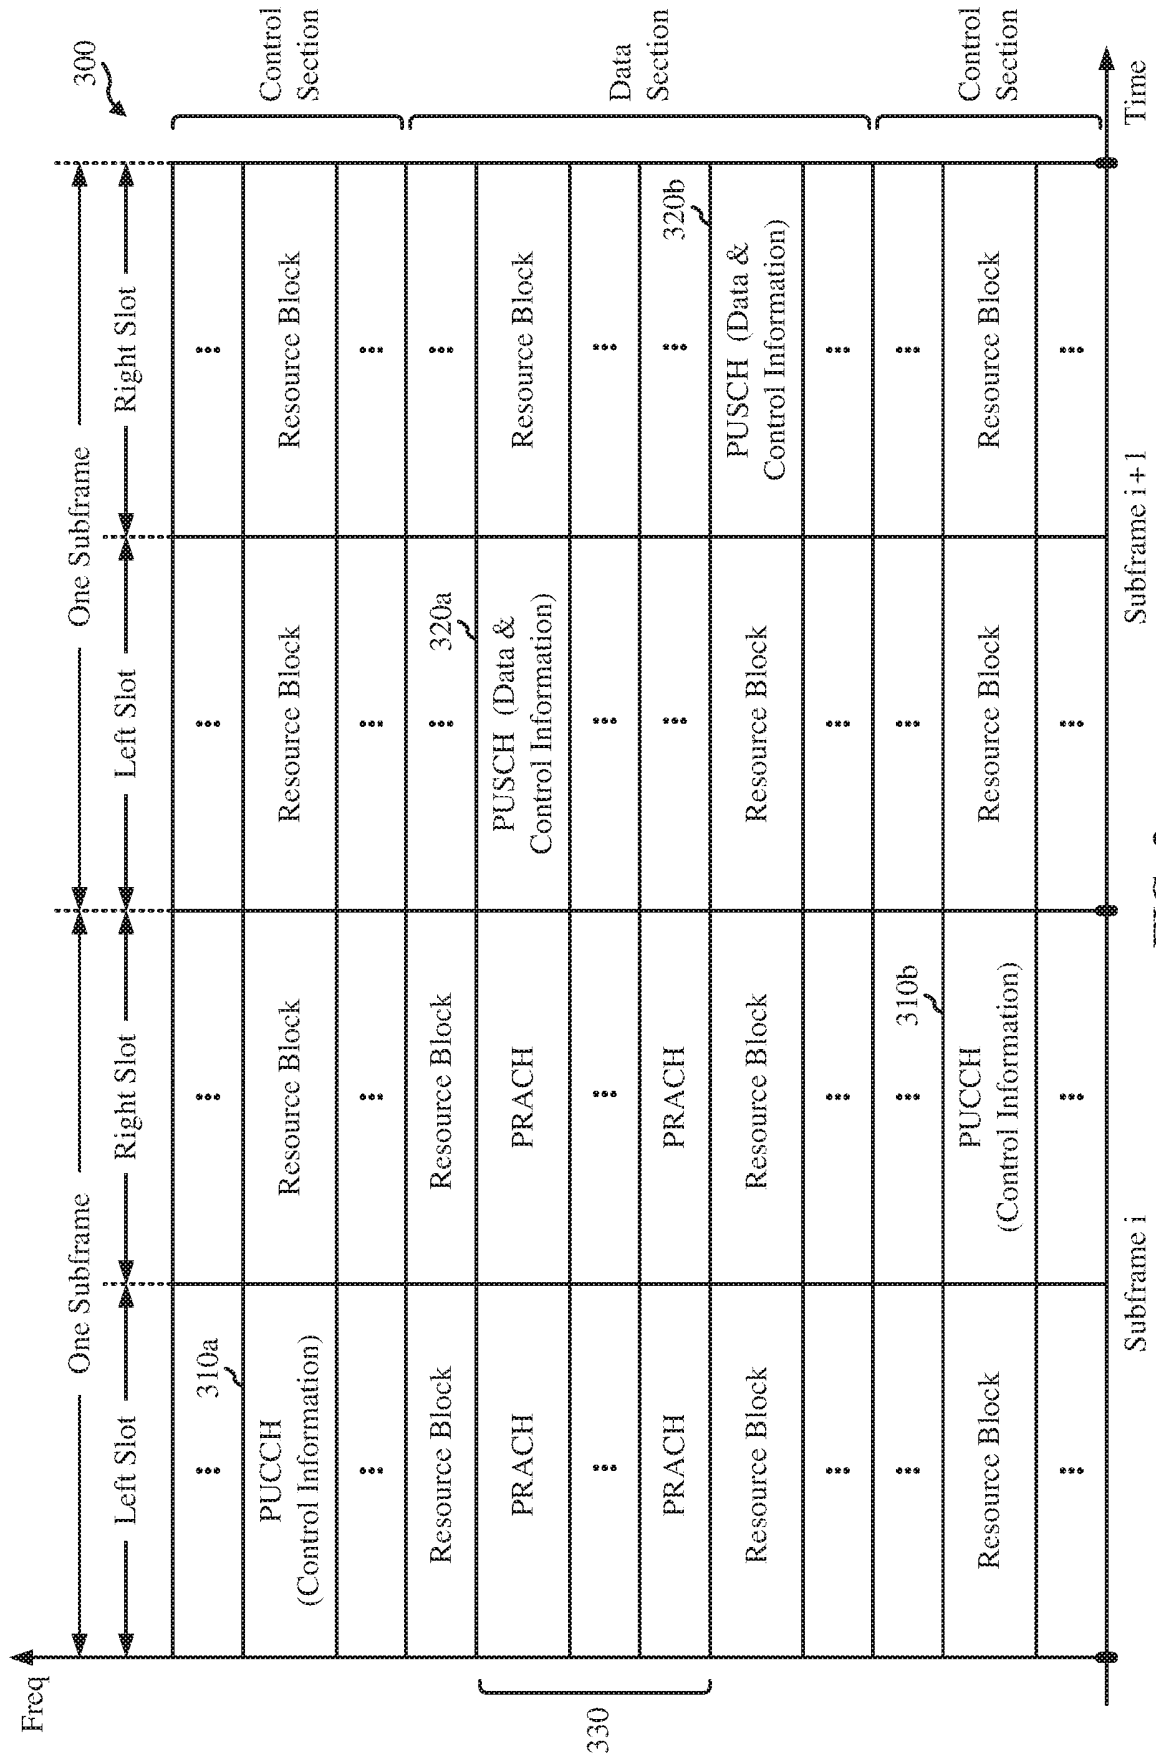 300
One Subframe
One Subframe
Left Slot
Right Slot
Left Slot
Right Slot
Freq
310a
PUCCH
(Control Information)
Resource Block
Resource Block
Resource Block
Control
Section
Resource Block
Resource Block
320a
330
PRACH
PRACH
PUSCH (Data &
Control Information)
Resource Block
Data
Section
PRACH
PRACH
320b
Resource Block
Resource Block
Resource Block
PUSCH (Data &
Control Information)
310b
Resource Block
PUCCH
(Control Information)
Resource Block
Resource Block
Control
Section
Subframe i
Subframe i + 1
Time